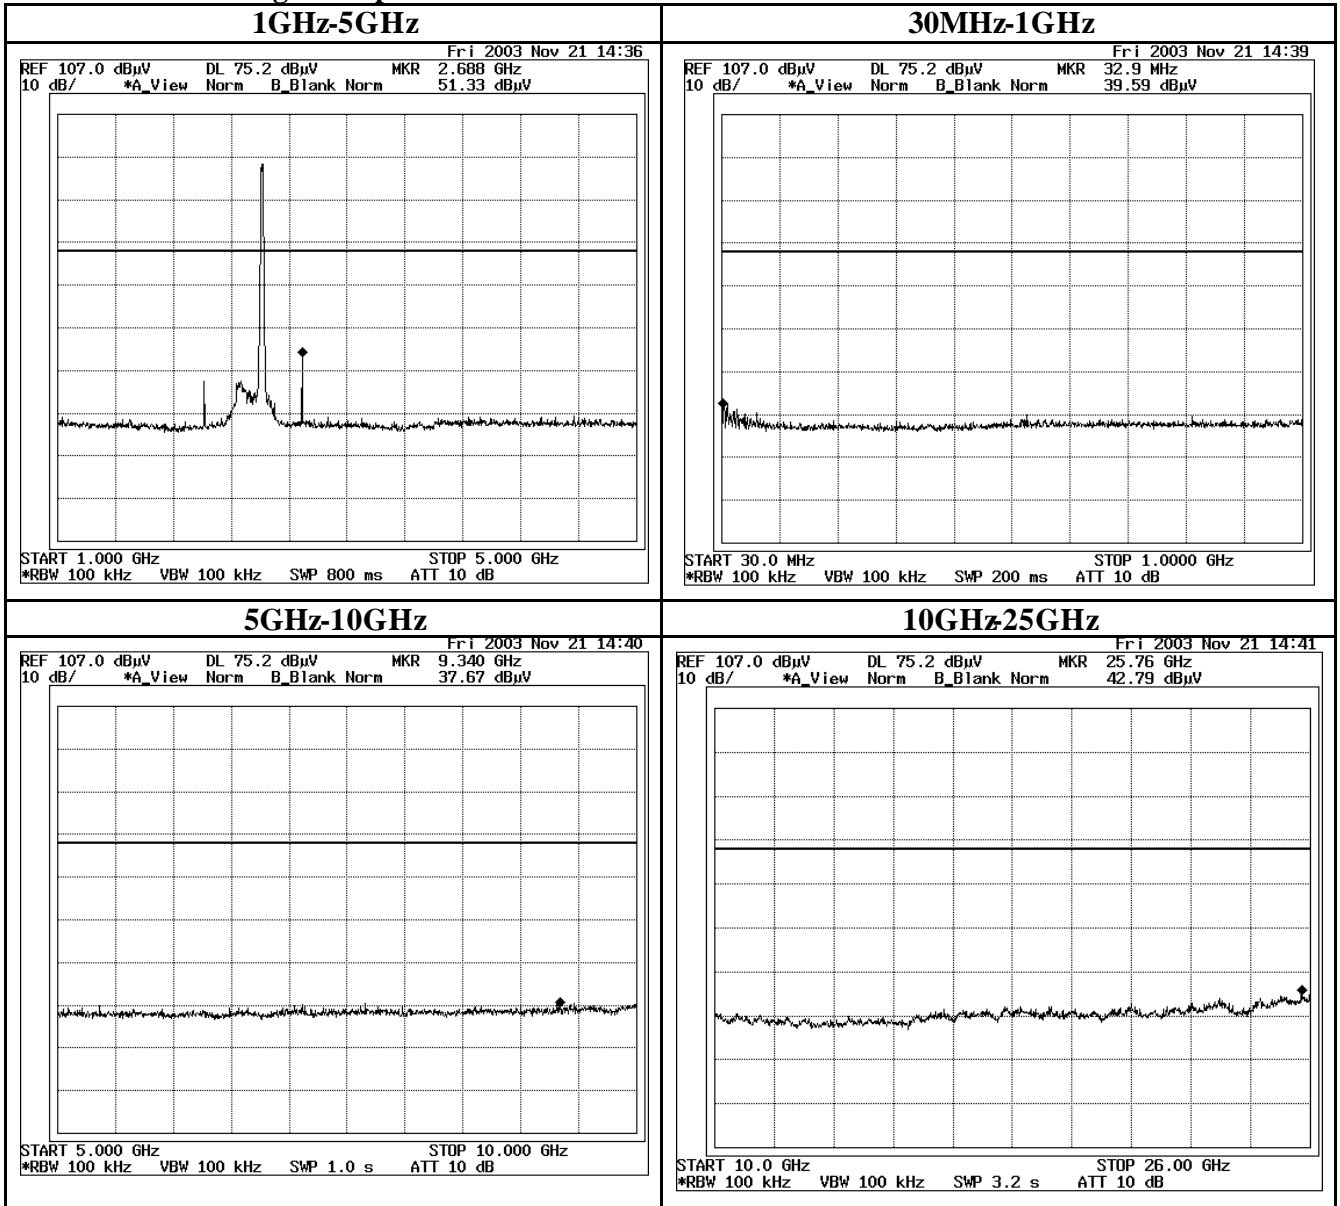 1GHz-5GHz
Fri 2003 Nov 21 14:36
REF 107.0 dBµV DL 75.2 dBµV MKR 2.688 GHz
10 dB/ *A_View Norm B_Blank Norm 51.33 dBµV
START 1.000 GHz STOP 5.000 GHz
*RBW 100 kHz VBW 100 kHz SWP 800 ms ATT 10 dB
30MHz-1GHz
Fri 2003 Nov 21 14:39
REF 107.0 dBµV DL 75.2 dBµV MKR 32.9 MHz
10 dB/ *A_View Norm B_Blank Norm 39.59 dBµV
START 30.0 MHz STOP 1.0000 GHz
*RBW 100 kHz VBW 100 kHz SWP 200 ms ATT 10 dB
5GHz-10GHz
Fri 2003 Nov 21 14:40
REF 107.0 dBµV DL 75.2 dBµV MKR 9.340 GHz
10 dB/ *A_View Norm B_Blank Norm 37.67 dBµV
START 5.000 GHz STOP 10.000 GHz
*RBW 100 kHz VBW 100 kHz SWP 1.0 s ATT 10 dB
10GHz-25GHz
Fri 2003 Nov 21 14:41
REF 107.0 dBµV DL 75.2 dBµV MKR 25.76 GHz
10 dB/ *A_View Norm B_Blank Norm 42.79 dBµV
START 10.0 GHz STOP 26.00 GHz
*RBW 100 kHz VBW 100 kHz SWP 3.2 s ATT 10 dB